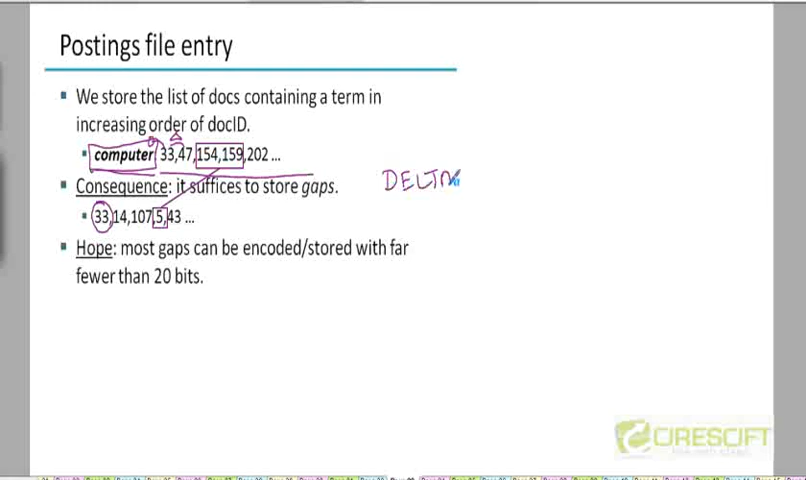 Postings file entry
▪ We store the list of docs containing a term in
increasing order of docID.
▪ computer 33,47,154,159,202 ...
▪ Consequence: it suffices to store gaps.
DELTA
▪ 33,14,107,5,43 ...
▪ Hope: most gaps can be encoded/stored with far
fewer than 20 bits.